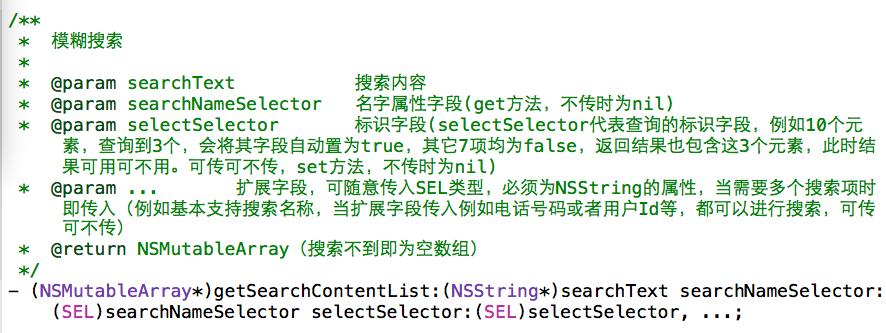 /**
 *  模糊搜索
 *
 *  @param searchText           搜索内容
 *  @param searchNameSelector   名字属性字段(get方法，不传时为nil)
 *  @param selectSelector       标识字段(selectSelector代表查询的标识字段，例如10个元
素，查询到3个，会将其字段自动置为true，其它7项均为false，返回结果也包含这3个元素，此时结
果可用可不用。可传可不传，set方法，不传时为nil)
 *  @param ...       扩展字段，可随意传入SEL类型，必须为NSString的属性，当需要多个搜索项时
即传入（例如基本支持搜索名称，当扩展字段传入例如电话号码或者用户Id等，都可以进行搜索，可传
可不传）
 *  @return NSMutableArray（搜索不到即为空数组）
 */
- (NSMutableArray*)getSearchContentList:(NSString*)searchText searchNameSelector:
(SEL)searchNameSelector selectSelector:(SEL)selectSelector, ...;